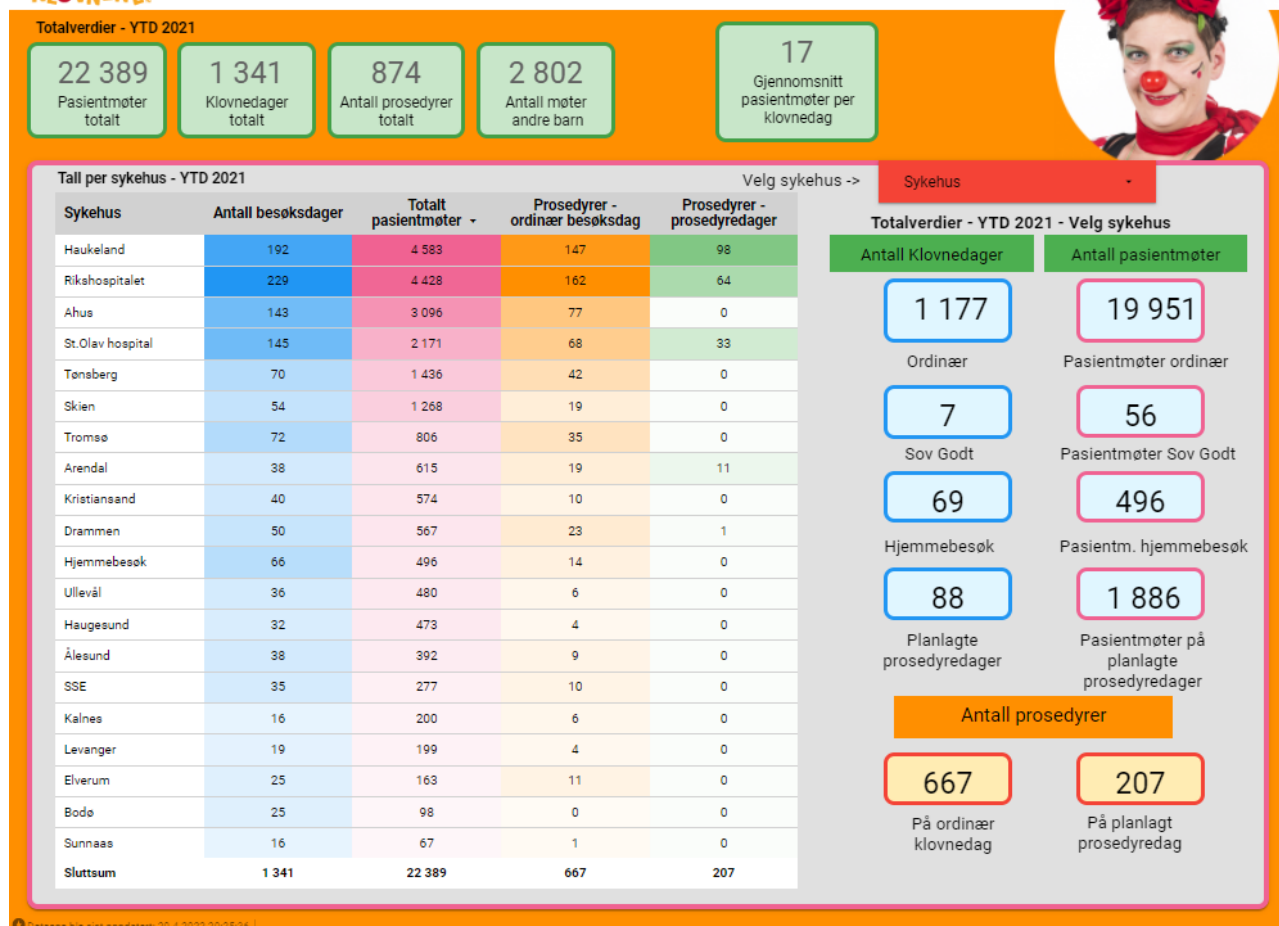 Totalverdier - YTD 2021
22 389
Pasientmøter
totalt
1 341
Klovnedager
totalt
874
Antall prosedyrer
totalt
2 802
Antall møter
andre barn
17
Gjennomsnitt
pasientmøter per
klovnedag
Tall per sykehus - YTD 2021
Velg sykehus ->
Sykehus
Sykehus Antall besøksdager Totalt pasientmøter Prosedyrer - ordinær besøksdag Prosedyrer - prosedyredager
Haukeland 192 4 583 147 98
Rikshospitalet 229 4 428 162 64
Ahus 143 3 096 77 0
St.Olav hospital 145 2 171 68 33
Tønsberg 70 1 436 42 0
Skien 54 1 268 19 0
Tromsø 72 806 35 0
Arendal 38 615 19 11
Kristiansand 40 574 10 0
Drammen 50 567 23 1
Hjemmebesøk 66 496 14 0
Ullevål 36 480 6 0
Haugesund 32 473 4 0
Ålesund 38 392 9 0
SSE 35 277 10 0
Kalnes 16 200 6 0
Levanger 19 199 4 0
Elverum 25 163 11 0
Bodø 25 98 0 0
Sunnaas 16 67 1 0
Sluttsum 1 341 22 389 667 207
Totalverdier - YTD 2021 - Velg sykehus
Antall Klovnedager
Antall pasientmøter
1 177
19 951
Ordinær
Pasientmøter ordinær
7
56
Sov Godt
Pasientmøter Sov Godt
69
496
Hjemmebesøk
Pasientm. hjemmebesøk
88
1 886
Planlagte
prosedyredager
Pasientmøter på
planlagte
prosedyredager
Antall prosedyrer
667
207
På ordinær
klovnedag
På planlagt
prosedyredag